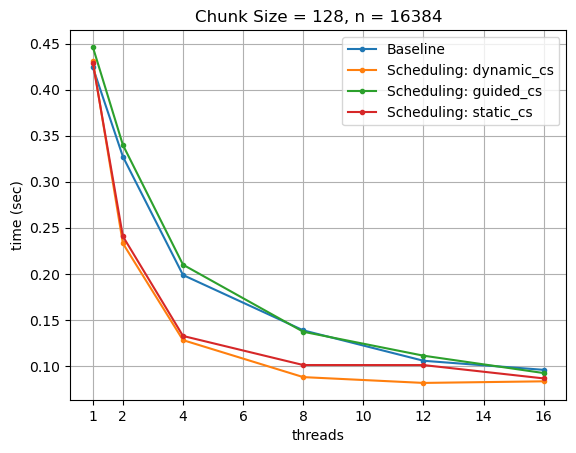 Chunk Size = 128, n = 16384
Baseline
Scheduling: dynamic_cs
Scheduling: guided_cs
Scheduling: static_cs
time (sec)
0.45
0.40
0.35
0.30
0.25
0.20
0.15
0.10
1 2 4 6 8 10 12 14 16
threads